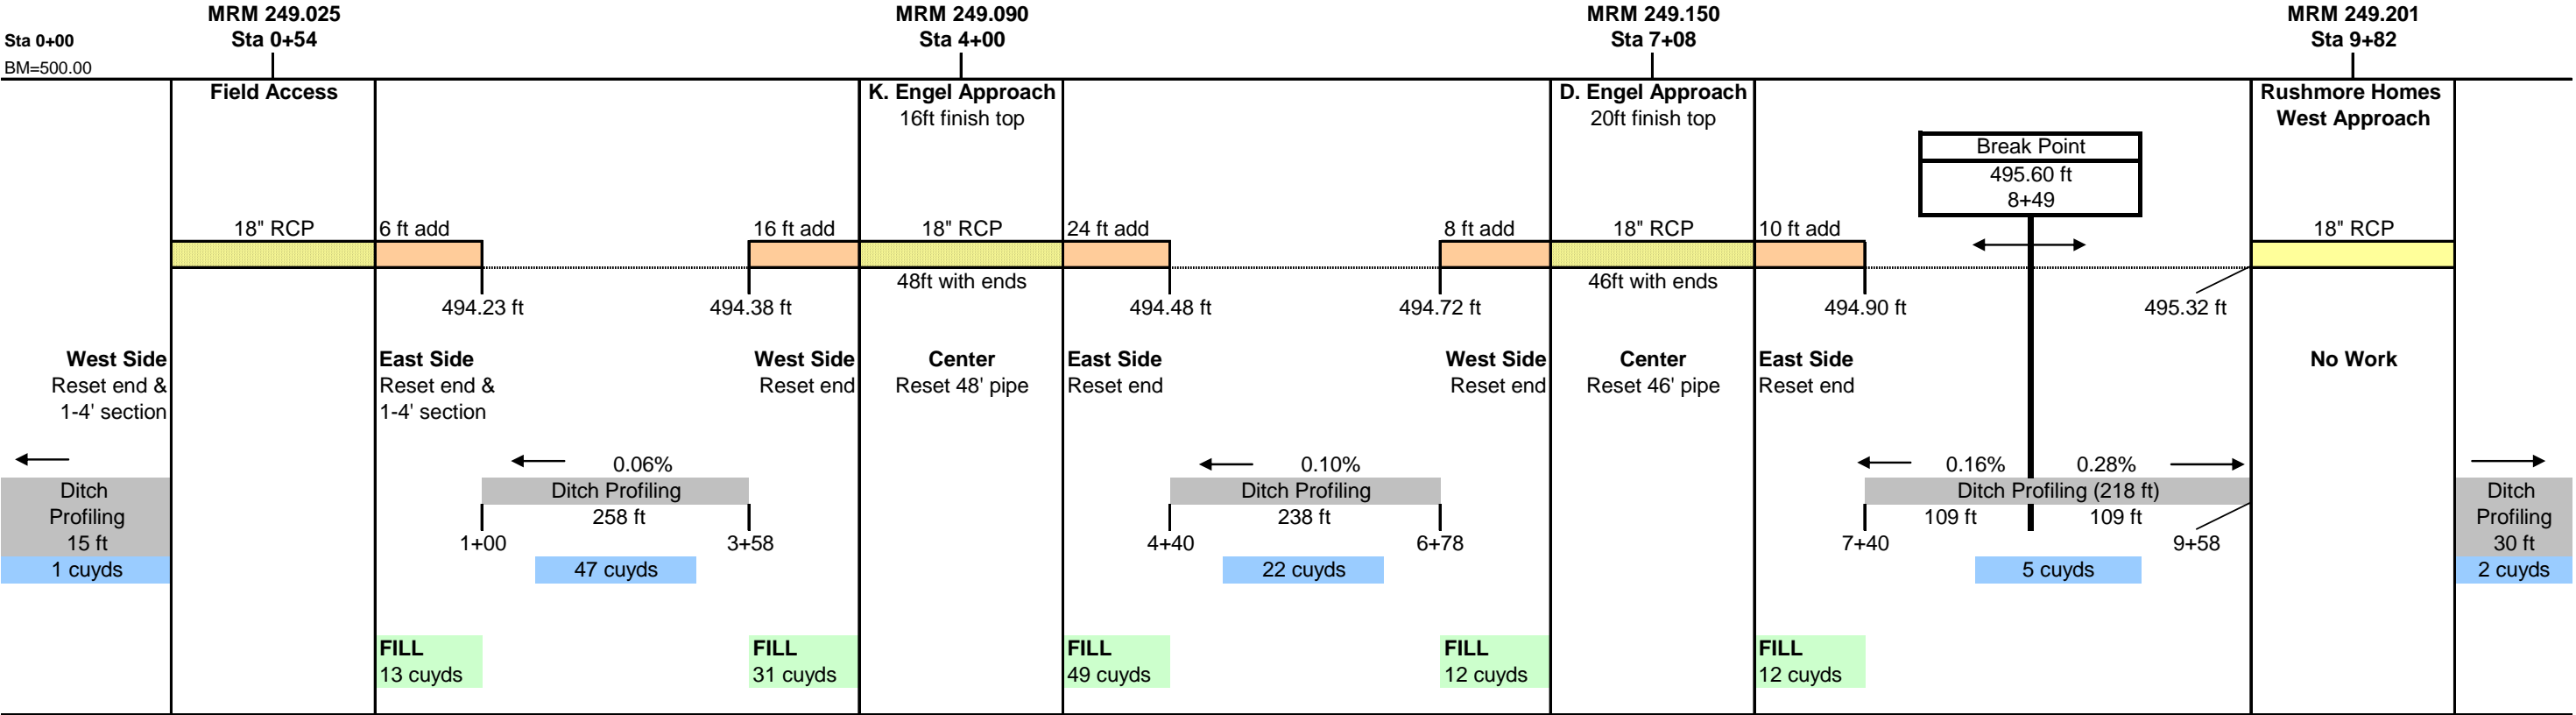 MRM 249.025
Sta 0+54
MRM 249.090
Sta 4+00
MRM 249.150
Sta 7+08
MRM 249.201
Sta 9+82
Sta 0+00
BM=500.00
Field Access
K. Engel Approach
16ft finish top
D. Engel Approach
20ft finish top
Rushmore Homes
West Approach
Break Point
495.60 ft
8+49
18" RCP
6 ft add
16 ft add
18" RCP
24 ft add
8 ft add
18" RCP
10 ft add
18" RCP
48ft with ends
46ft with ends
494.23 ft
494.38 ft
494.48 ft
494.72 ft
494.90 ft
495.32 ft
West Side
Reset end &
1-4' section
East Side
Reset end &
1-4' section
West Side
Reset end
Center
Reset 48' pipe
East Side
Reset end
West Side
Reset end
Center
Reset 46' pipe
East Side
Reset end
No Work
0.06%
0.10%
0.16%
0.28%
Ditch
Profiling
15 ft
1 cuyds
Ditch Profiling
258 ft
1+00
3+58
47 cuyds
Ditch Profiling
238 ft
4+40
6+78
22 cuyds
Ditch Profiling (218 ft)
109 ft
109 ft
7+40
9+58
5 cuyds
Ditch
Profiling
30 ft
2 cuyds
FILL
13 cuyds
FILL
31 cuyds
FILL
49 cuyds
FILL
12 cuyds
FILL
12 cuyds